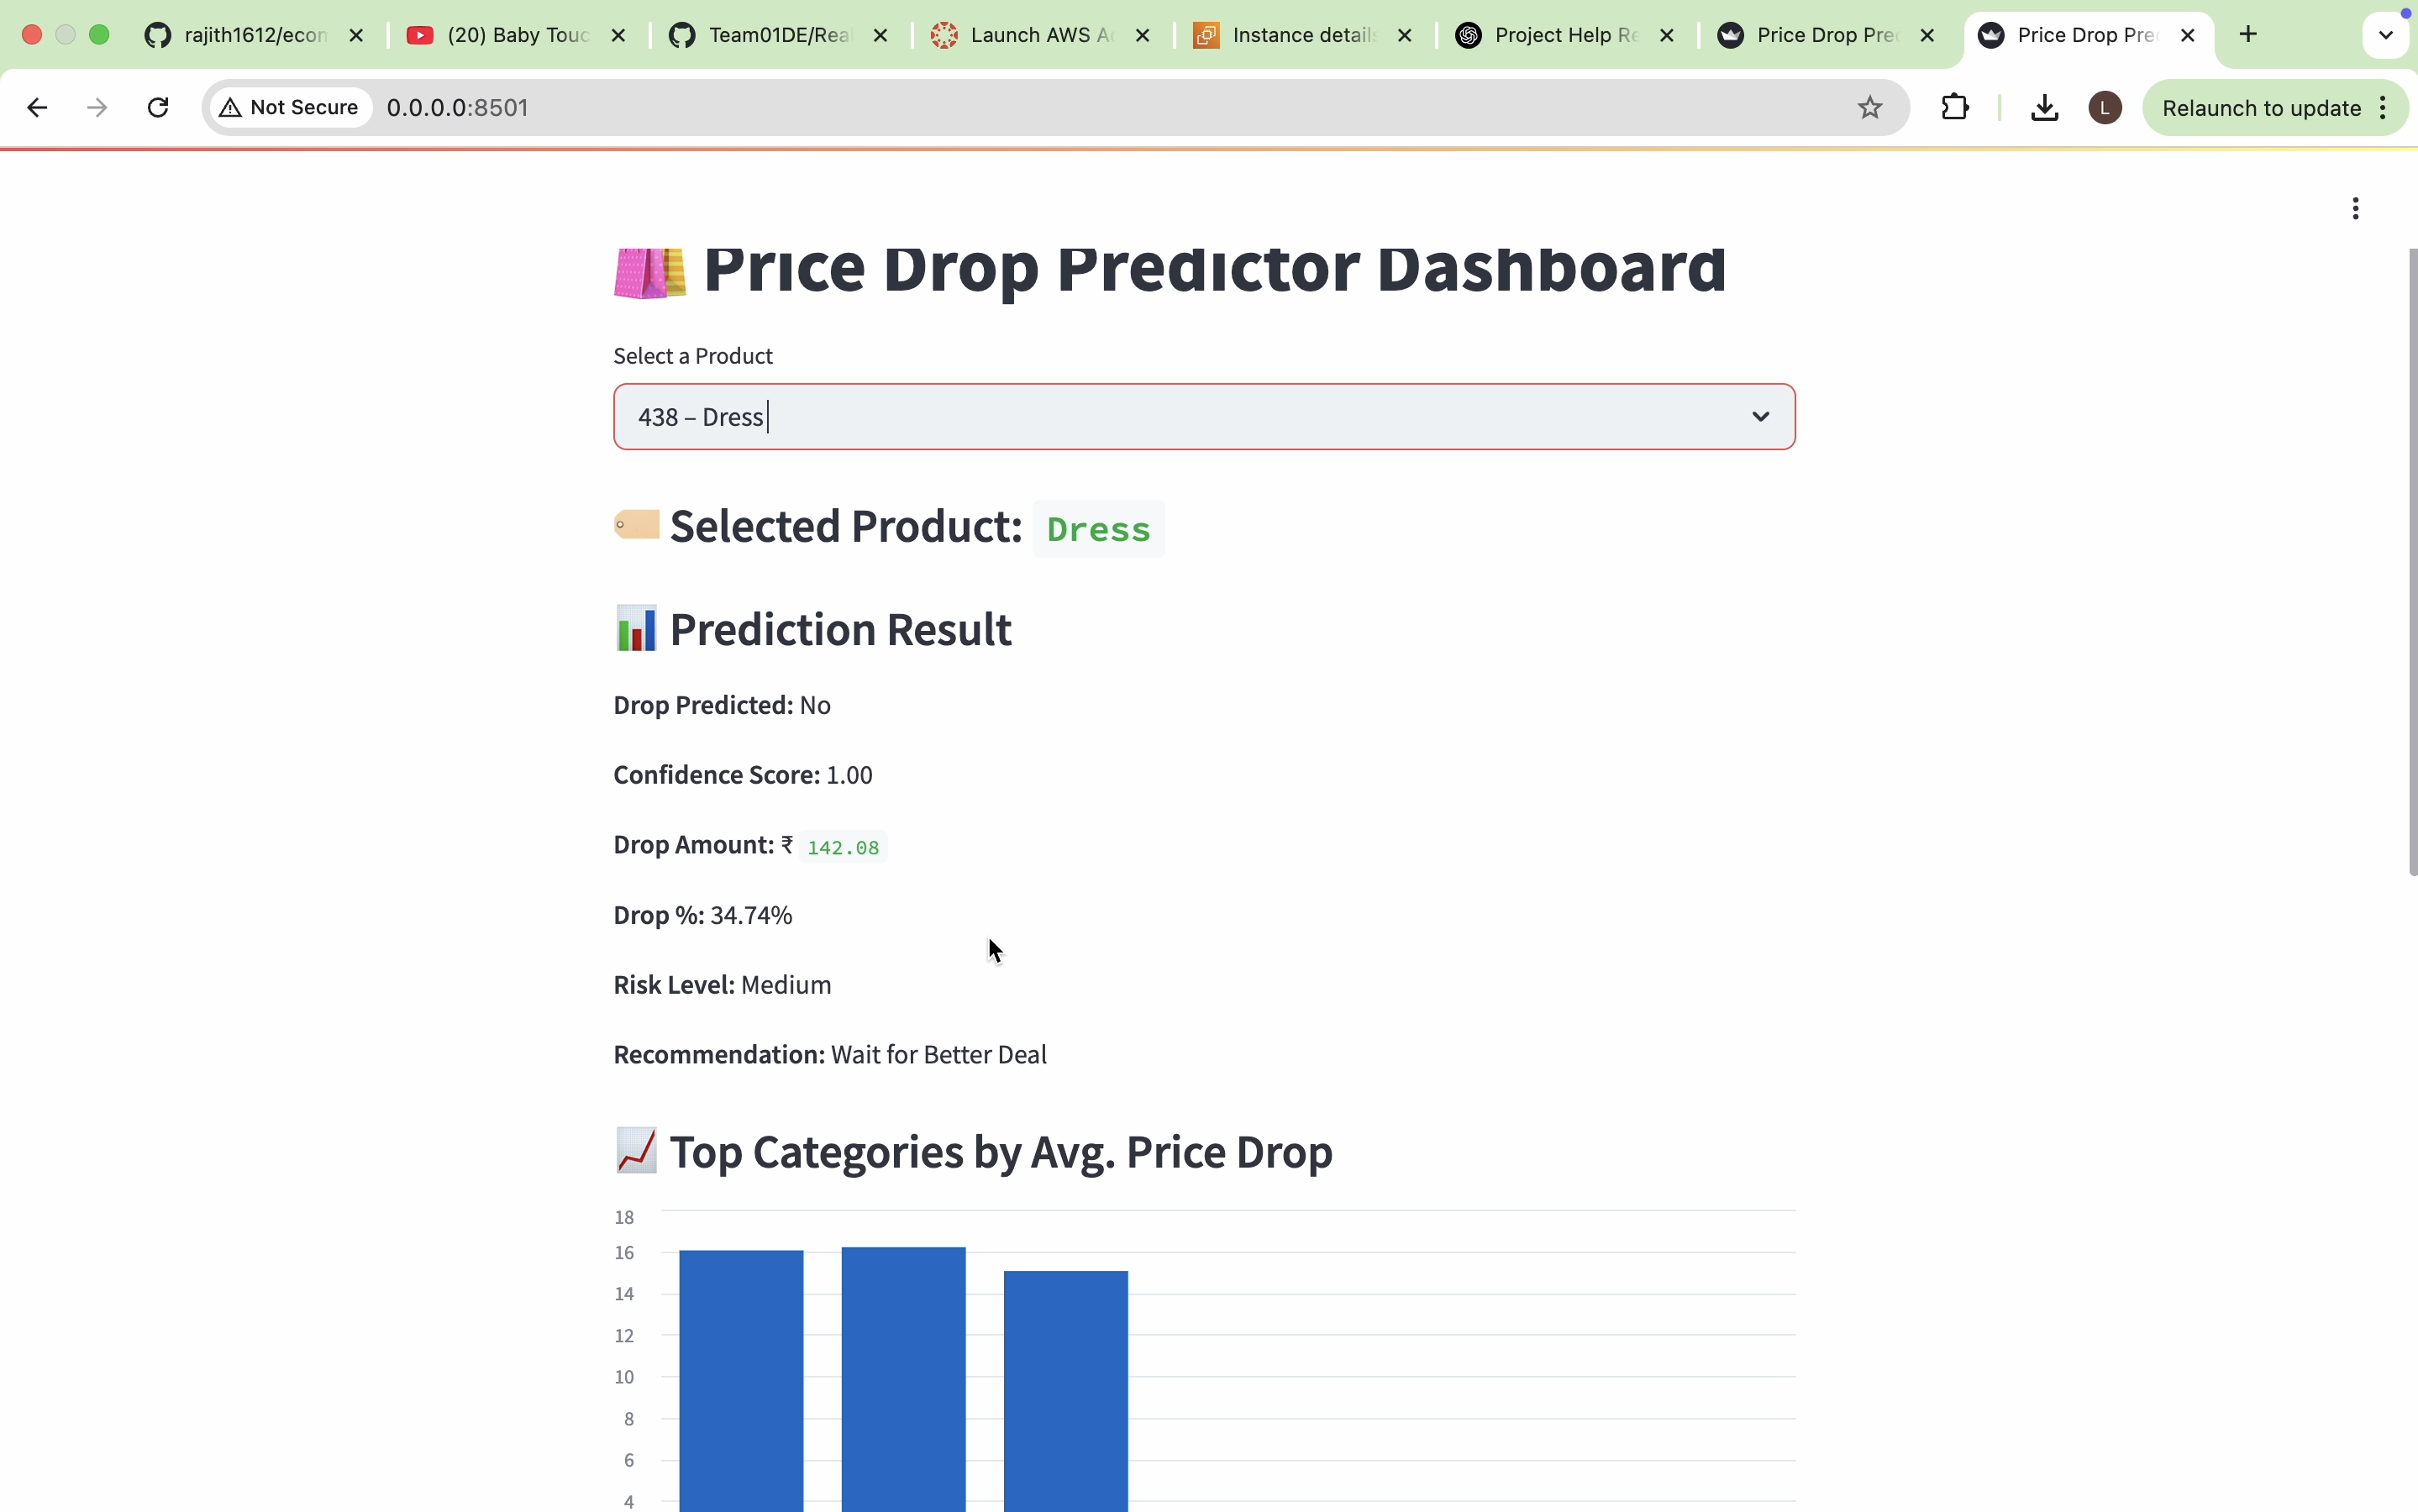 rajith1612/econ
(20) Baby Touc
Team01DE/Rea
Launch AWS Ac
Instance details
Project Help Re
Price Drop Pre
Price Drop Pre
Not Secure
0.0.0.0:8501
L
Relaunch to update
Price Drop Predictor Dashboard
Select a Product
438 – Dress
Selected Product: Dress
Prediction Result
Drop Predicted: No
Confidence Score: 1.00
Drop Amount: ₹ 142.08
Drop %: 34.74%
Risk Level: Medium
Recommendation: Wait for Better Deal
Top Categories by Avg. Price Drop
18
16
14
12
10
8
6
4